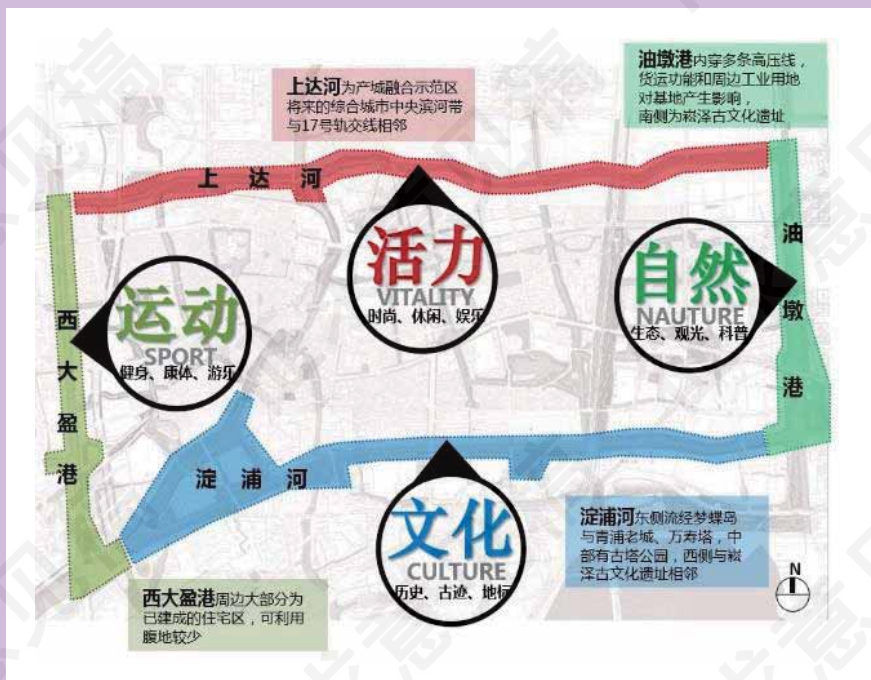 上达河为产城融合示范区
将来的综合城市中央滨河带
与17号轨交线相邻
油墩港内穿多条高压线，
货运功能和周边工业用地
对基地产生影响，
南侧为崧泽古文化遗址
上达河
油墩港
西大盈港
淀浦河
活力
VITALITY
时尚、休闲、娱乐
自然
NAUTURE
生态、观光、科普
运动
SPORT
健身、康体、游乐
文化
CULTURE
历史、古迹、地标
淀浦河东侧流经梦蝶岛
与青浦老城、万寿塔，中
部有古塔公园，西侧与崧
泽古文化遗址相邻
N
西大盈港周边大部分为
已建成的住宅区，可利用
腹地较少